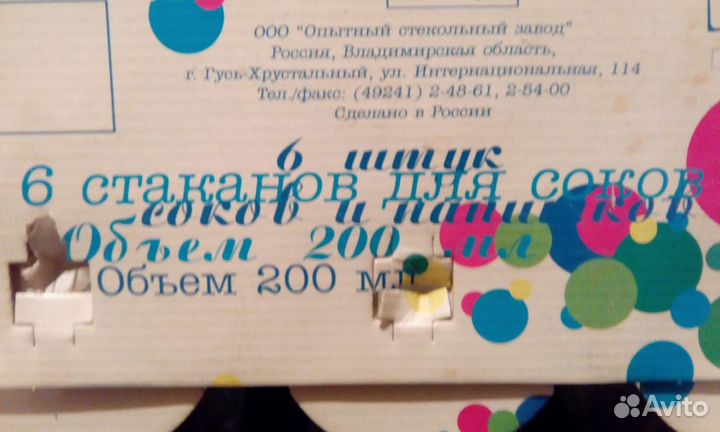 ООО "Опытный стекольный завод"
Россия, Владимирская область,
г. Гусь-Хрустальный, ул. Интернациональная, 114
Тел./факс: (49241) 2-48-61, 2-54-00
Сделано в России
6 штук
6 стаканов для соков
соков и напитков
Объем 200 мл
Объем 200 мл
Avito